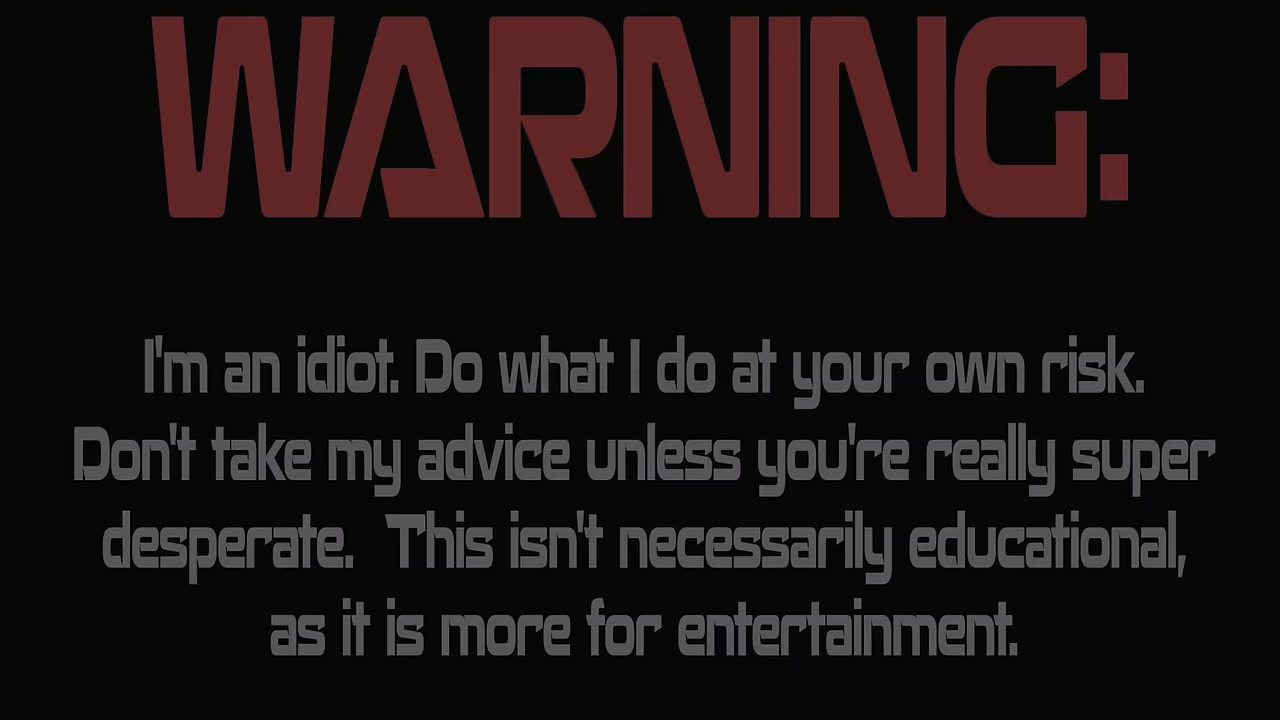 WARNING:
I'm an idiot. Do what I do at your own risk.
Don't take my advice unless you're really super
desperate.  This isn't necessarily educational,
as it is more for entertainment.